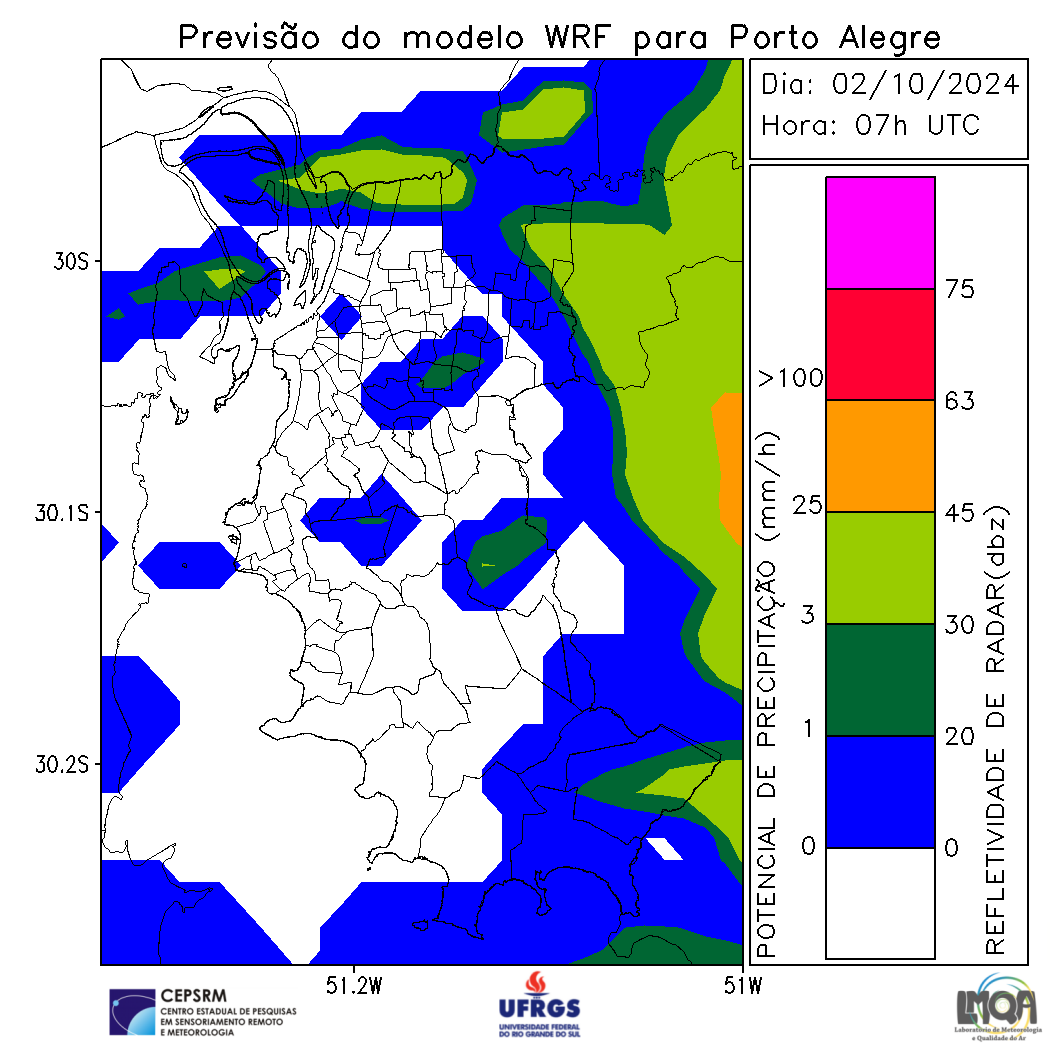 Previsão do modelo WRF para Porto Alegre
Dia: 02/10/2024
Hora: 07h UTC
30S
30.1S
30.2S
51.2W
51W
POTENCIAL DE PRECIPITAÇÃO (mm/h)
>100
25
3
1
0
75
63
45
30
20
0
REFLETIVIDADE DE RADAR(dbz)
CEPSRM
CENTRO ESTADUAL DE PESQUISAS
EM SENSORIAMENTO REMOTO
E METEOROLOGIA
UFRGS
UNIVERSIDADE FEDERAL
DO RIO GRANDE DO SUL
LMQA
Laboratório de Meteorologia
e Qualidade do Ar